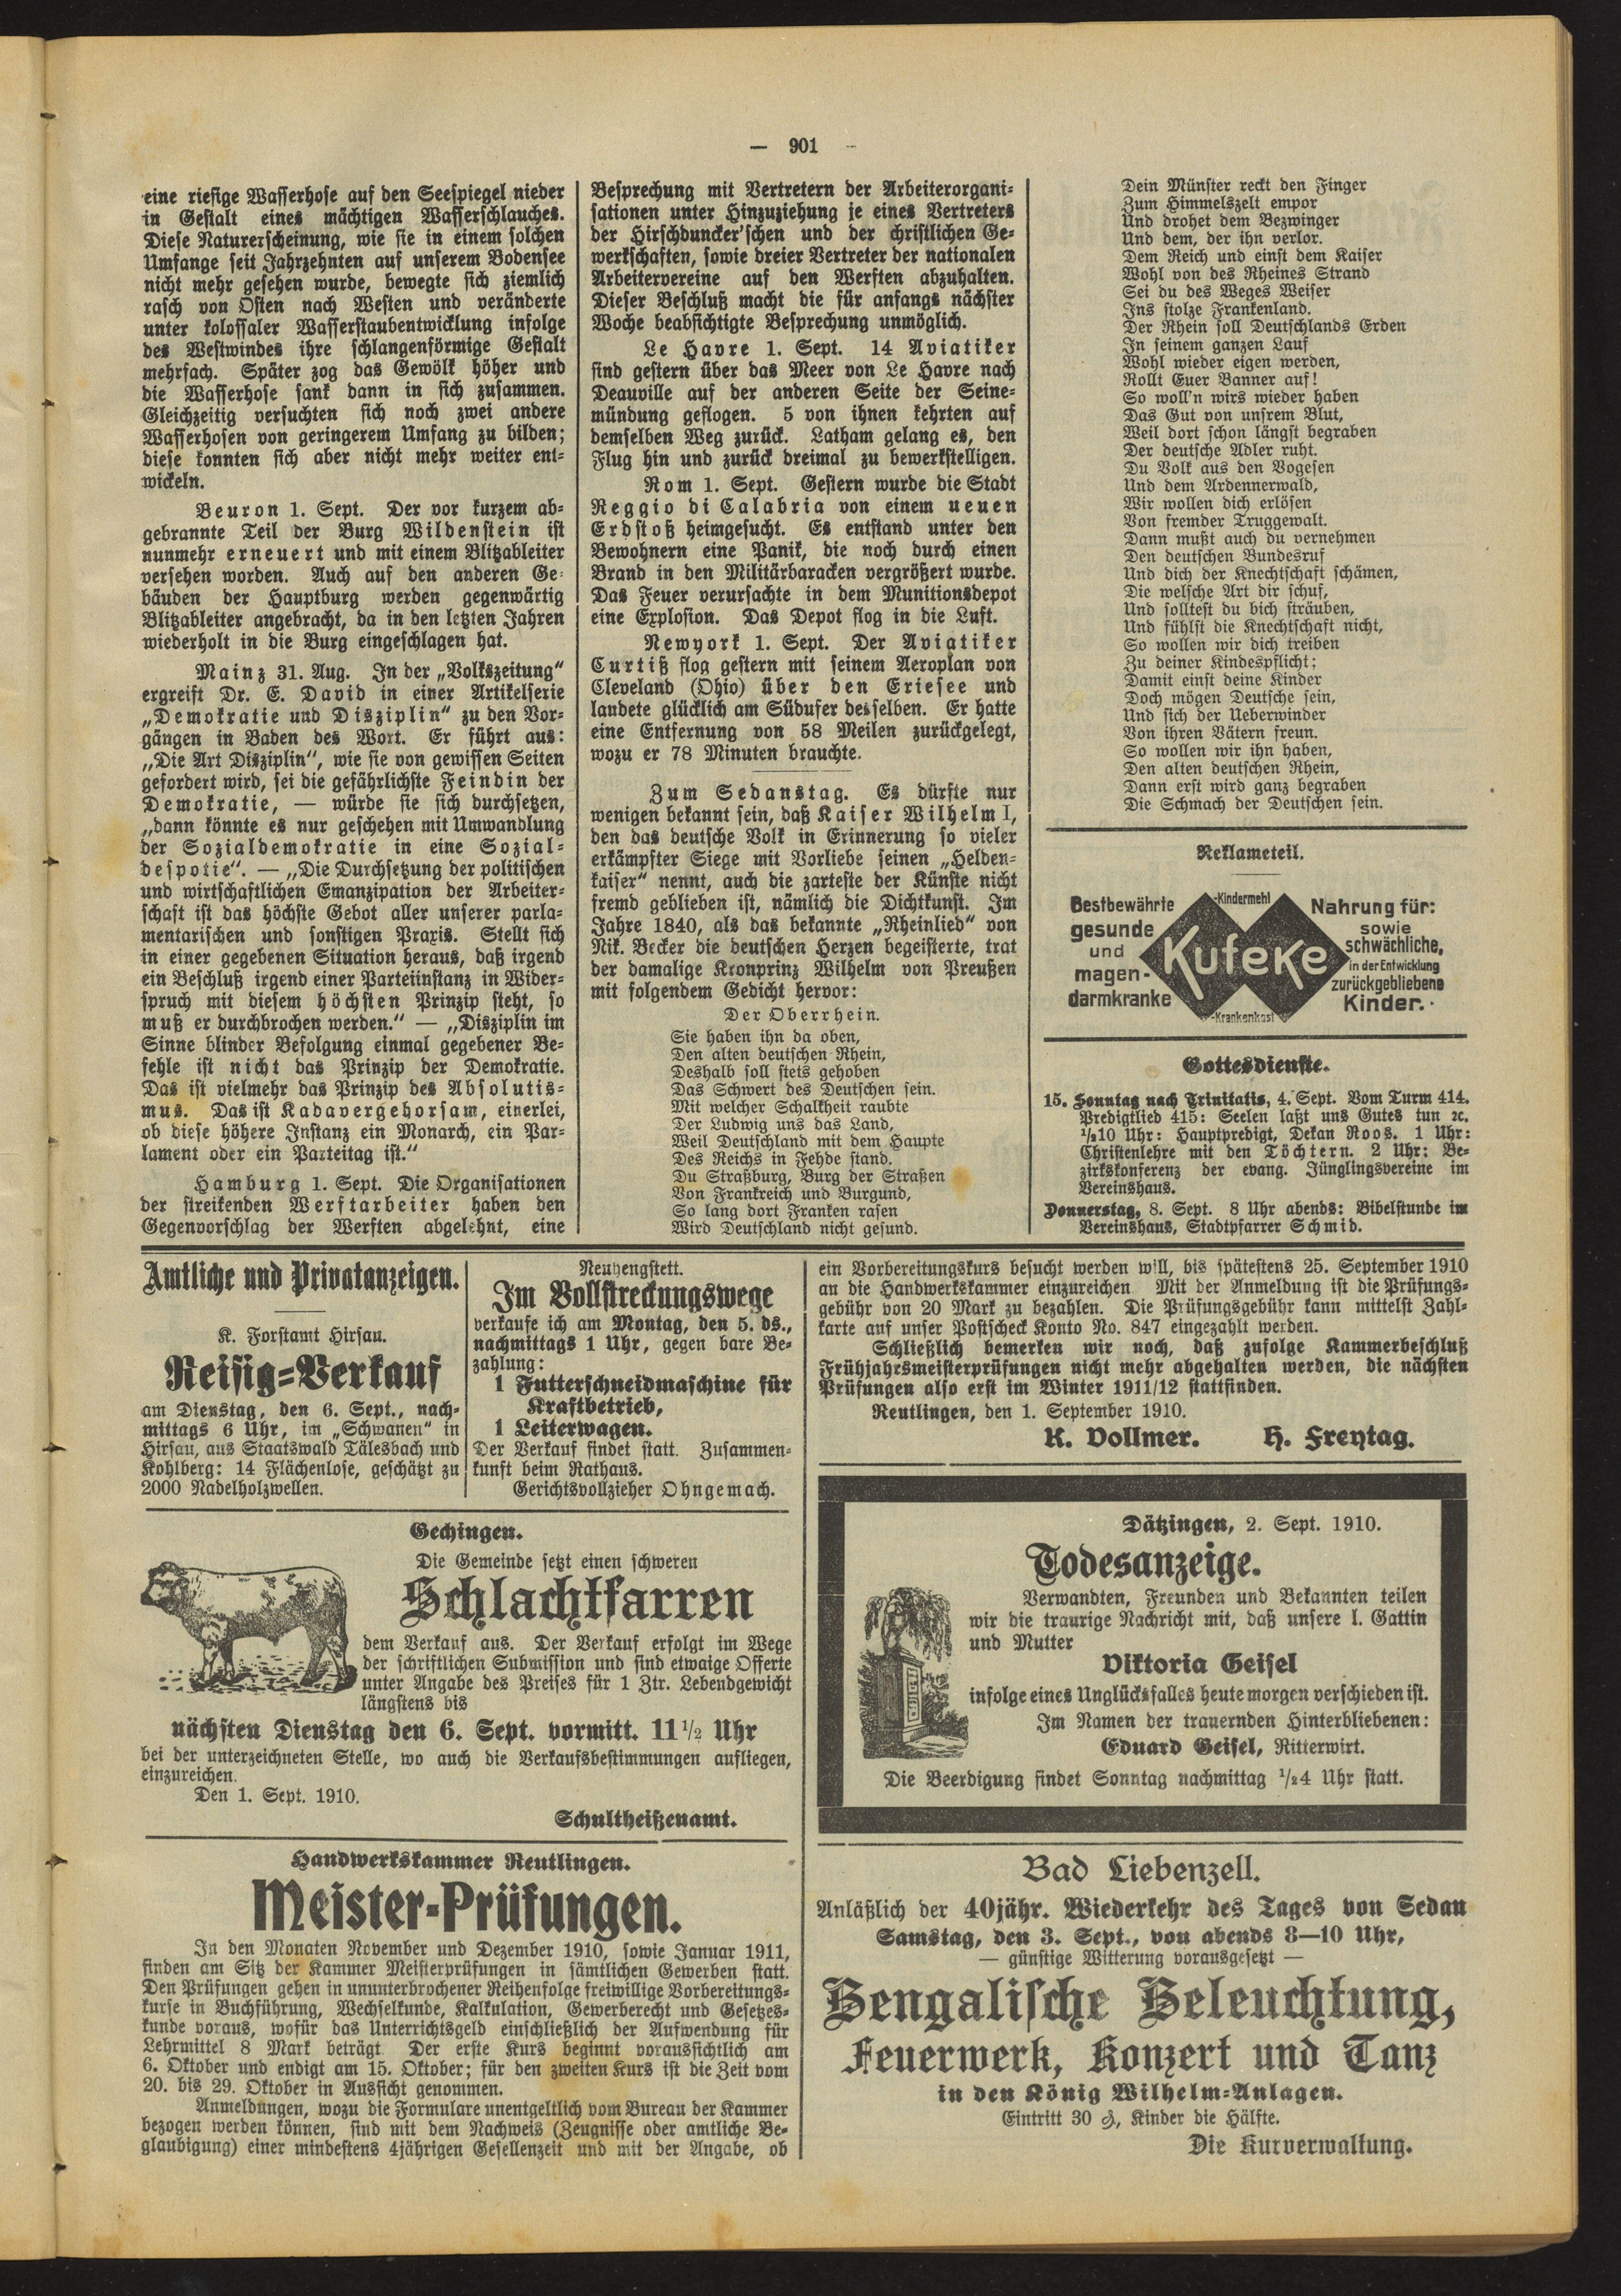 — 901 —
eine riesige Wasserhose auf den Seespiegel nieder
in Gestalt eines mächtigen Wasserschlauches.
Diese Naturerscheinung, wie sie in einem solchen
Umfange seit Jahrzehnten auf unserem Bodensee
nicht mehr gesehen wurde, bewegte sich ziemlich
rasch von Osten nach Westen und veränderte
unter kolossaler Wasserstaubentwicklung infolge
des Westwindes ihre schlangenförmige Gestalt
mehrfach. Später zog das Gewölk höher und
die Wasserhose sank dann in sich zusammen.
Gleichzeitig versuchten sich noch zwei andere
Wasserhosen von geringerem Umfang zu bilden;
diese konnten sich aber nicht mehr weiter ent-
wickeln.
Beuron 1. Sept. Der vor kurzem ab-
gebrannte Teil der Burg Wildenstein ist
nunmehr erneuert und mit einem Blitzableiter
versehen worden. Auch auf den anderen Ge-
bäuden der Hauptburg werden gegenwärtig
Blitzableiter angebracht, da in den letzten Jahren
wiederholt in die Burg eingeschlagen hat.
Mainz 31. Aug. In der „Volkszeitung“
ergreift Dr. E. David in einer Artikelserie
„Demokratie und Disziplin“ zu den Vor-
gängen in Baden des Wort. Er führt aus:
„Die Art Disziplin“, wie sie von gewissen Seiten
gefordert wird, sei die gefährlichste Feindin der
Demokratie, — würde sie sich durchsetzen,
„dann könnte es nur geschehen mit Umwandlung
der Sozialdemokratie in eine Sozial-
despotie“. — „Die Durchsetzung der politischen
und wirtschaftlichen Emanzipation der Arbeiter-
schaft ist das höchste Gebot aller unserer parla-
mentarischen und sonstigen Praxis. Stellt sich
in einer gegebenen Situation heraus, daß irgend
ein Beschluß irgend einer Parteiinstanz in Wider-
spruch mit diesem höchsten Prinzip steht, so
muß er durchbrochen werden.“ — „Disziplin im
Sinne blinder Befolgung einmal gegebener Be-
fehle ist nicht das Prinzip der Demokratie.
Das ist vielmehr das Prinzip des Absolutis-
mus. Das ist Kadavergehorsam, einerlei,
ob diese höhere Instanz ein Monarch, ein Par-
lament oder ein Parteitag ist.“
Hamburg 1. Sept. Die Organisationen
der streikenden Werftarbeiter haben den
Gegenvorschlag der Werften abgelehnt, eine
Besprechung mit Vertretern der Arbeiterorgani-
sationen unter Hinzuziehung je eines Vertreters
der Hirschduncker'schen und der christlichen Ge-
werkschaften, sowie dreier Vertreter der nationalen
Arbeitervereine auf den Werften abzuhalten.
Dieser Beschluß macht die für anfangs nächster
Woche beabsichtigte Besprechung unmöglich.
Le Havre 1. Sept. 14 Aviatiker
sind gestern über das Meer von Le Havre nach
Deauville auf der anderen Seite der Seine-
mündung geflogen. 5 von ihnen kehrten auf
demselben Weg zurück. Latham gelang es, den
Flug hin und zurück dreimal zu bewerkstelligen.
Rom 1. Sept. Gestern wurde die Stadt
Reggio di Calabria von einem neuen
Erdstoß heimgesucht. Es entstand unter den
Bewohnern eine Panik, die noch durch einen
Brand in den Militärbaracken vergrößert wurde.
Das Feuer verursachte in dem Munitionsdepot
eine Explosion. Das Depot flog in die Luft.
Newyork 1. Sept. Der Aviatiker
Curtiß flog gestern mit seinem Aeroplan von
Cleveland (Ohio) über den Eriesee und
landete glücklich am Südufer desselben. Er hatte
eine Entfernung von 58 Meilen zurückgelegt,
wozu er 78 Minuten brauchte.
Zum Sedanstag. Es dürfte nur
wenigen bekannt sein, daß Kaiser Wilhelm I,
den das deutsche Volk in Erinnerung so vieler
erkämpfter Siege mit Vorliebe seinen „Helden-
kaiser“ nennt, auch die zarteste der Künste nicht
fremd geblieben ist, nämlich die Dichtkunst. Im
Jahre 1840, als das bekannte „Rheinlied“ von
Nik. Becker die deutschen Herzen begeisterte, trat
der damalige Kronprinz Wilhelm von Preußen
mit folgendem Gedicht hervor:
Der Oberrhein.
Sie haben ihn da oben,
Den alten deutschen Rhein,
Deshalb soll stets gehoben
Das Schwert des Deutschen sein.
Mit welcher Schalkheit raubte
Der Ludwig uns das Land,
Weil Deutschland mit dem Haupte
Des Reichs in Fehde stand.
Du Straßburg, Burg der Straßen
Von Frankreich und Burgund,
So lang dort Franken rasen
Wird Deutschland nicht gesund.
Dein Münster reckt den Finger
Zum Himmelszelt empor
Und drohet dem Bezwinger
Und dem, der ihn verlor.
Dem Reich und einst dem Kaiser
Wohl von des Rheines Strand
Sei du des Weges Weiser
Ins stolze Frankenland.
Der Rhein soll Deutschlands Erden
In seinem ganzen Lauf
Wohl wieder eigen werden,
Rollt Euer Banner auf!
So woll'n wirs wieder haben
Das Gut von unsrem Blut,
Weil dort schon längst begraben
Der deutsche Adler ruht.
Du Volk aus den Vogesen
Und dem Ardennerwald,
Wir wollen dich erlösen
Von fremder Truggewalt.
Dann mußt auch du vernehmen
Den deutschen Bundesruf
Und dich der Knechtschaft schämen,
Die welsche Art dir schuf,
Und solltest du bich sträuben,
Und fühlst die Knechtschaft nicht,
So wollen wir dich treiben
Zu deiner Kindespflicht;
Damit einst deine Kinder
Doch mögen Deutsche sein,
Und sich der Ueberwinder
Von ihren Vätern freun.
So wollen wir ihn haben,
Den alten deutschen Rhein,
Dann erst wird ganz begraben
Die Schmach der Deutschen sein.
Reklameteil.
Bestbewährte
gesunde
und
magen-
darmkranke
-Kindermehl
Kufeke
-Krankenkost
Nahrung für:
sowie
schwächliche,
in der Entwicklung
zurückgebliebene
Kinder.
Gottesdienste.
15. Sonntag nach Trinitatis, 4. Sept. Vom Turm 414.
Predigtlied 415: Seelen laßt uns Gutes tun ꝛc.
½10 Uhr: Hauptpredigt, Dekan Roos. 1 Uhr:
Christenlehre mit den Töchtern. 2 Uhr: Be-
zirkskonferenz der evang. Jünglingsvereine im
Vereinshaus.
Donnerstag, 8. Sept. 8 Uhr abends: Bibelstunde im
Vereinshaus, Stadtpfarrer Schmid.
Amtliche und Privatanzeigen.
K. Forstamt Hirsau.
Reisig-Verkauf
am Dienstag, den 6. Sept., nach-
mittags 6 Uhr, im „Schwanen“ in
Hirsau, aus Staatswald Tälesbach und
Kohlberg: 14 Flächenlose, geschätzt zu
2000 Nadelholzwellen.
Neuhengstett.
Im Vollstreckungswege
verkaufe ich am Montag, den 5. ds.,
nachmittags 1 Uhr, gegen bare Be-
zahlung:
1 Futterschneidmaschine für
Kraftbetrieb,
1 Leiterwagen.
Der Verkauf findet statt. Zusammen-
kunft beim Rathaus.
Gerichtsvollzieher Ohngemach.
Gechingen.
Die Gemeinde setzt einen schweren
Schlachtfarren
dem Verkauf aus. Der Verkauf erfolgt im Wege
der schriftlichen Submission und sind etwaige Offerte
unter Angabe des Preises für 1 Ztr. Lebendgewicht
längstens bis
nächsten Dienstag den 6. Sept. vormitt. 11½ Uhr
bei der unterzeichneten Stelle, wo auch die Verkaufsbestimmungen aufliegen,
einzureichen.
Den 1. Sept. 1910.
Schultheißenamt.
Handwerkskammer Reutlingen.
Meister-Prüfungen.
In den Monaten November und Dezember 1910, sowie Januar 1911,
finden am Sitz der Kammer Meisterprüfungen in sämtlichen Gewerben statt.
Den Prüfungen gehen in ununterbrochener Reihenfolge freiwillige Vorbereitungs-
kurse in Buchführung, Wechselkunde, Kalkulation, Gewerberecht und Gesetzes-
kunde voraus, wofür das Unterrichtsgeld einschließlich der Aufwendung für
Lehrmittel 8 Mark beträgt. Der erste Kurs beginnt voraussichtlich am
6. Oktober und endigt am 15. Oktober; für den zweiten Kurs ist die Zeit vom
20. bis 29. Oktober in Aussicht genommen.
Anmeldungen, wozu die Formulare unentgeltlich vom Bureau der Kammer
bezogen werden können, sind mit dem Nachweis (Zeugnisse oder amtliche Be-
glaubigung) einer mindestens 4jährigen Gesellenzeit und mit der Angabe, ob
ein Vorbereitungskurs besucht werden will, bis spätestens 25. September 1910
an die Handwerkskammer einzureichen. Mit der Anmeldung ist die Prüfungs-
gebühr von 20 Mark zu bezahlen. Die Prüfungsgebühr kann mittelst Zahl-
karte auf unser Postscheck Konto No. 847 eingezahlt werden.
Schließlich bemerken wir noch, daß zufolge Kammerbeschluß
Frühjahrsmeisterprüfungen nicht mehr abgehalten werden, die nächsten
Prüfungen also erst im Winter 1911/12 stattfinden.
Reutlingen, den 1. September 1910.
K. Vollmer. H. Freytag.
Dätzingen, 2. Sept. 1910.
Todesanzeige.
Verwandten, Freunden und Bekannten teilen
wir die traurige Nachricht mit, daß unsere l. Gattin
und Mutter
Viktoria Geisel
infolge eines Unglücksfalles heute morgen verschieden ist.
Im Namen der trauernden Hinterbliebenen:
Eduard Geisel, Ritterwirt.
Die Beerdigung findet Sonntag nachmittag ½4 Uhr statt.
Bad Liebenzell.
Anläßlich der 40jähr. Wiederkehr des Tages von Sedan
Samstag, den 3. Sept., von abends 8—10 Uhr,
— günstige Witterung vorausgesetzt —
Bengalische Beleuchtung,
Feuerwerk, Konzert und Tanz
in den König Wilhelm-Anlagen.
Eintritt 30 ₰, Kinder die Hälfte.
Die Kurverwaltung.